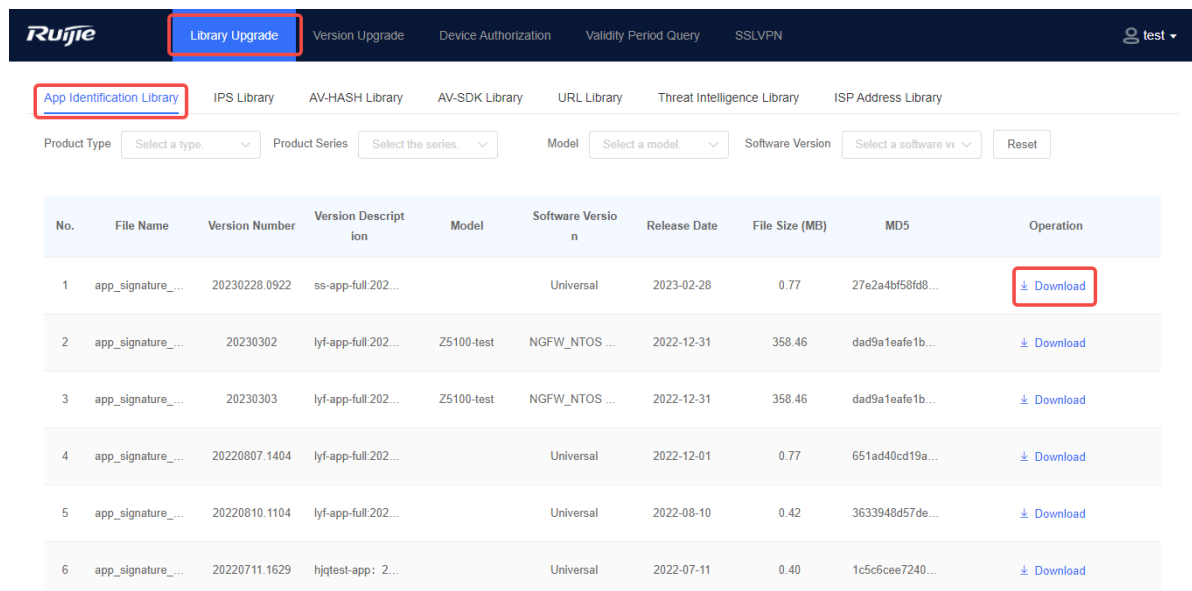 Ruijie Library Upgrade Version Upgrade Device Authorization Validity Period Query SSLVPN test
App Identification Library IPS Library AV-HASH Library AV-SDK Library URL Library Threat Intelligence Library ISP Address Library
Product Type Select a type. Product Series Select the series. Model Select a model. Software Version Select a software ve Reset
No. File Name Version Number Version Descript Model Software Versio Release Date File Size (MB) MD5 Operation
ion n
1 app_signature_... 20230228.0922 ss-app-full:202... Universal 2023-02-28 0.77 27e2a4bf58fd8... Download
2 app_signature_... 20230302 lyf-app-full:202... Z5100-test NGFW_NTOS ... 2022-12-31 358.46 dad9a1eafe1b... Download
3 app_signature_... 20230303 lyf-app-full:202... Z5100-test NGFW_NTOS ... 2022-12-31 358.46 dad9a1eafe1b... Download
4 app_signature_... 20220807.1404 lyf-app-full:202... Universal 2022-12-01 0.77 651ad40cd19a... Download
5 app_signature_... 20220810.1104 lyf-app-full:202... Universal 2022-08-10 0.42 3633948d57de... Download
6 app_signature_... 20220711.1629 hjqtest-app：2... Universal 2022-07-11 0.40 1c5c6cee7240... Download